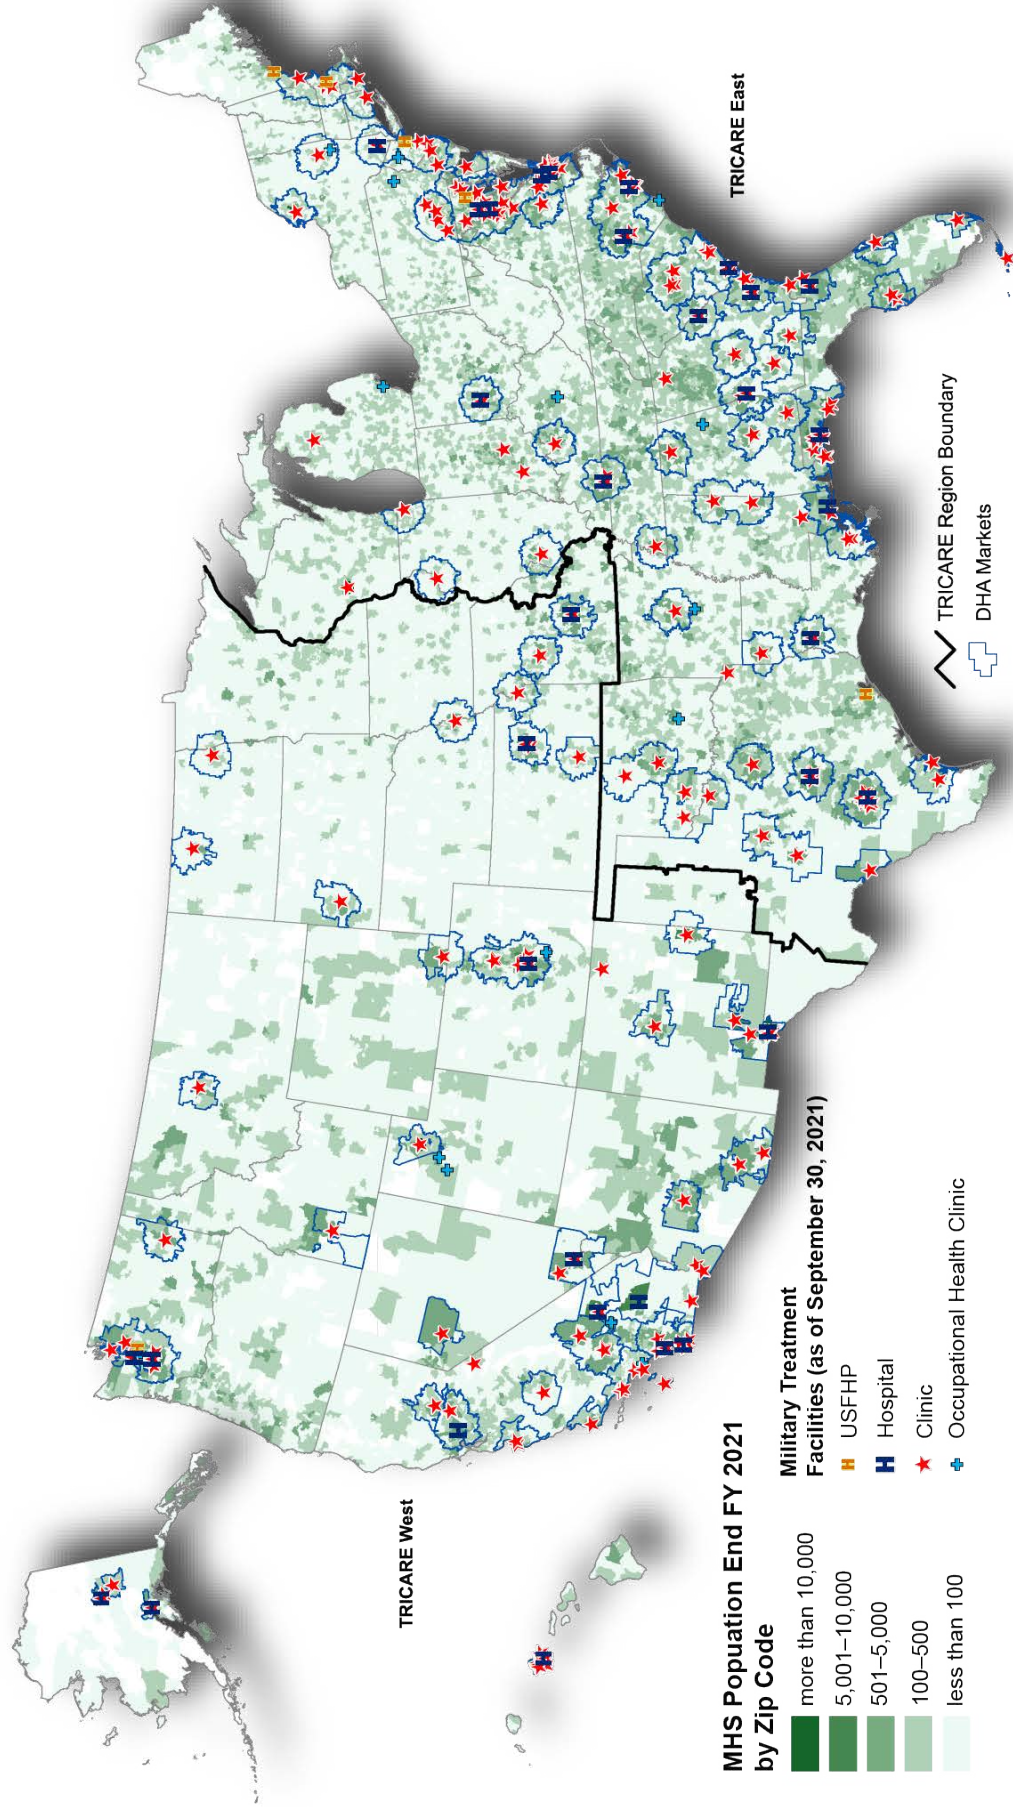 TRICARE West
TRICARE East
MHS Popuation End FY 2021
by Zip Code
more than 10,000
5,001–10,000
501–5,000
100–500
less than 100
Military Treatment
Facilities (as of September 30, 2021)
USFHP
Hospital
Clinic
Occupational Health Clinic
TRICARE Region Boundary
DHA Markets